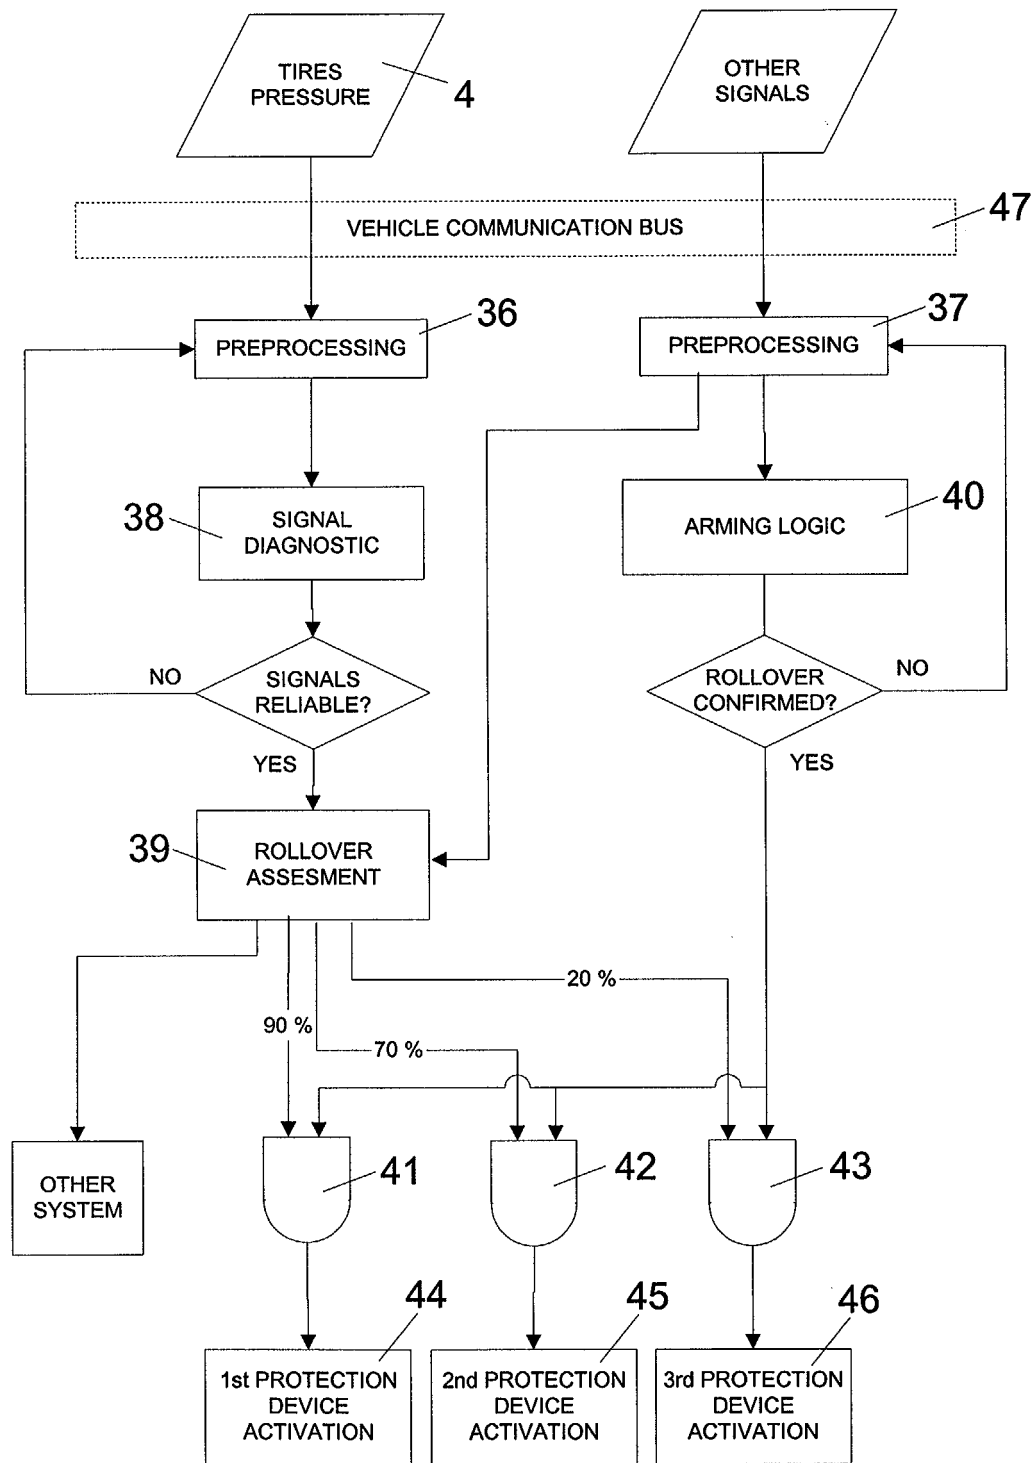 TIRES
PRESSURE
4
OTHER
SIGNALS
VEHICLE COMMUNICATION BUS
47
PREPROCESSING
36
PREPROCESSING
37
38
SIGNAL
DIAGNOSTIC
ARMING LOGIC
40
NO
SIGNALS
RELIABLE?
YES
ROLLOVER
CONFIRMED?
NO
YES
39
ROLLOVER
ASSESMENT
20 %
90 %
70 %
OTHER
SYSTEM
41
42
43
44
45
46
1st PROTECTION
DEVICE
ACTIVATION
2nd PROTECTION
DEVICE
ACTIVATION
3rd PROTECTION
DEVICE
ACTIVATION